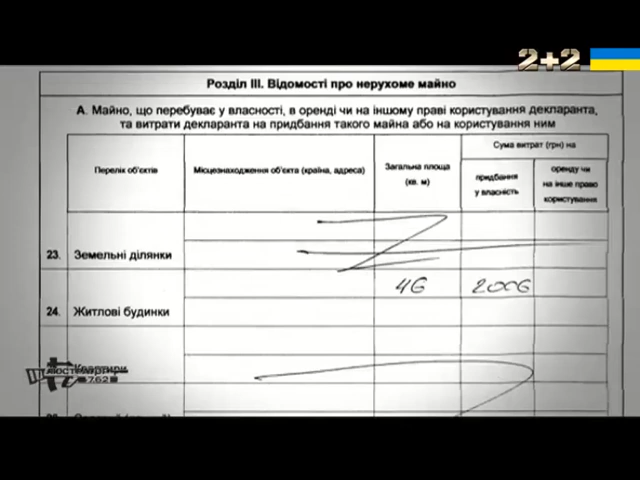 2+2
Розділ III. Відомості про нерухоме майно
А. Майно, що перебуває у власності, в оренді чи на іншому праві користування декларанта,
та витрати декларанта на придбання такого майна або на користування ним
Перелік об'єктів
Місцезнаходження об'єкта (країна, адреса)
Загальна площа
(кв. м)
Сума витрат (грн) на
придбання
у власність
оренду чи
на інше право
користування
23. Земельні ділянки
46 2006
24. Житлові будинки
Квартири
7.62